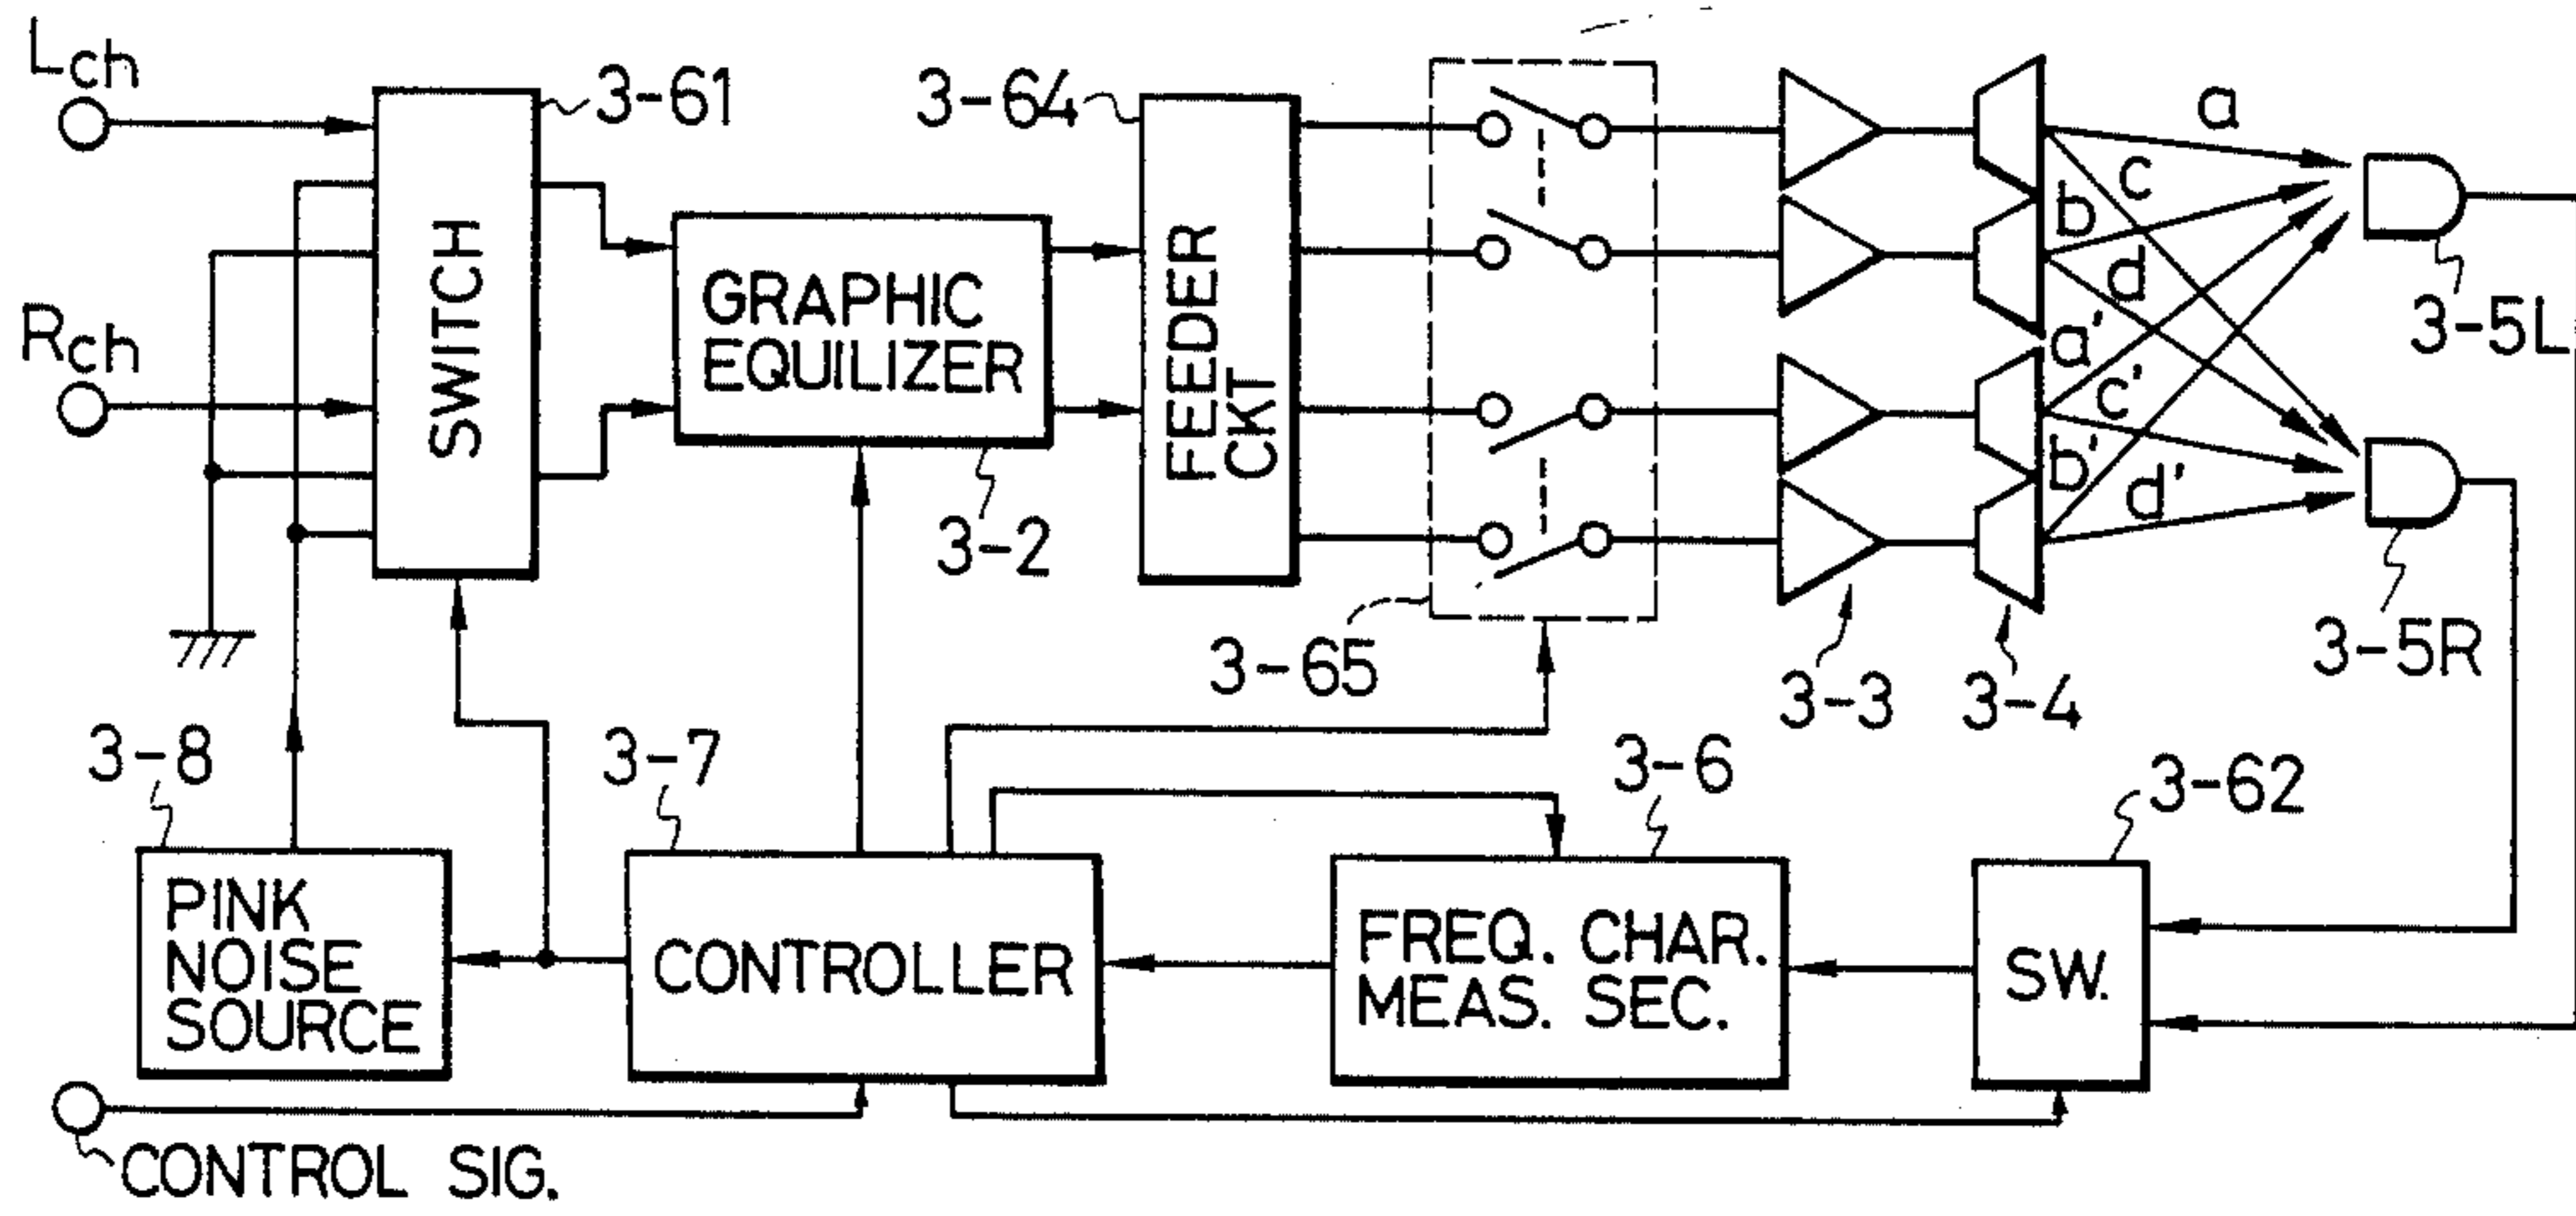 Lch
3-61
3-64
a
c
b
SWITCH
GRAPHIC
EQUILIZER
FEEDER
CKT
d
3-5L
Rch
a'
c'
b'
d'
3-2
3-65
3-3
3-4
3-5R
3-8
3-7
3-6
3-62
PINK
NOISE
SOURCE
CONTROLLER
FREQ. CHAR.
MEAS. SEC.
SW.
CONTROL SIG.